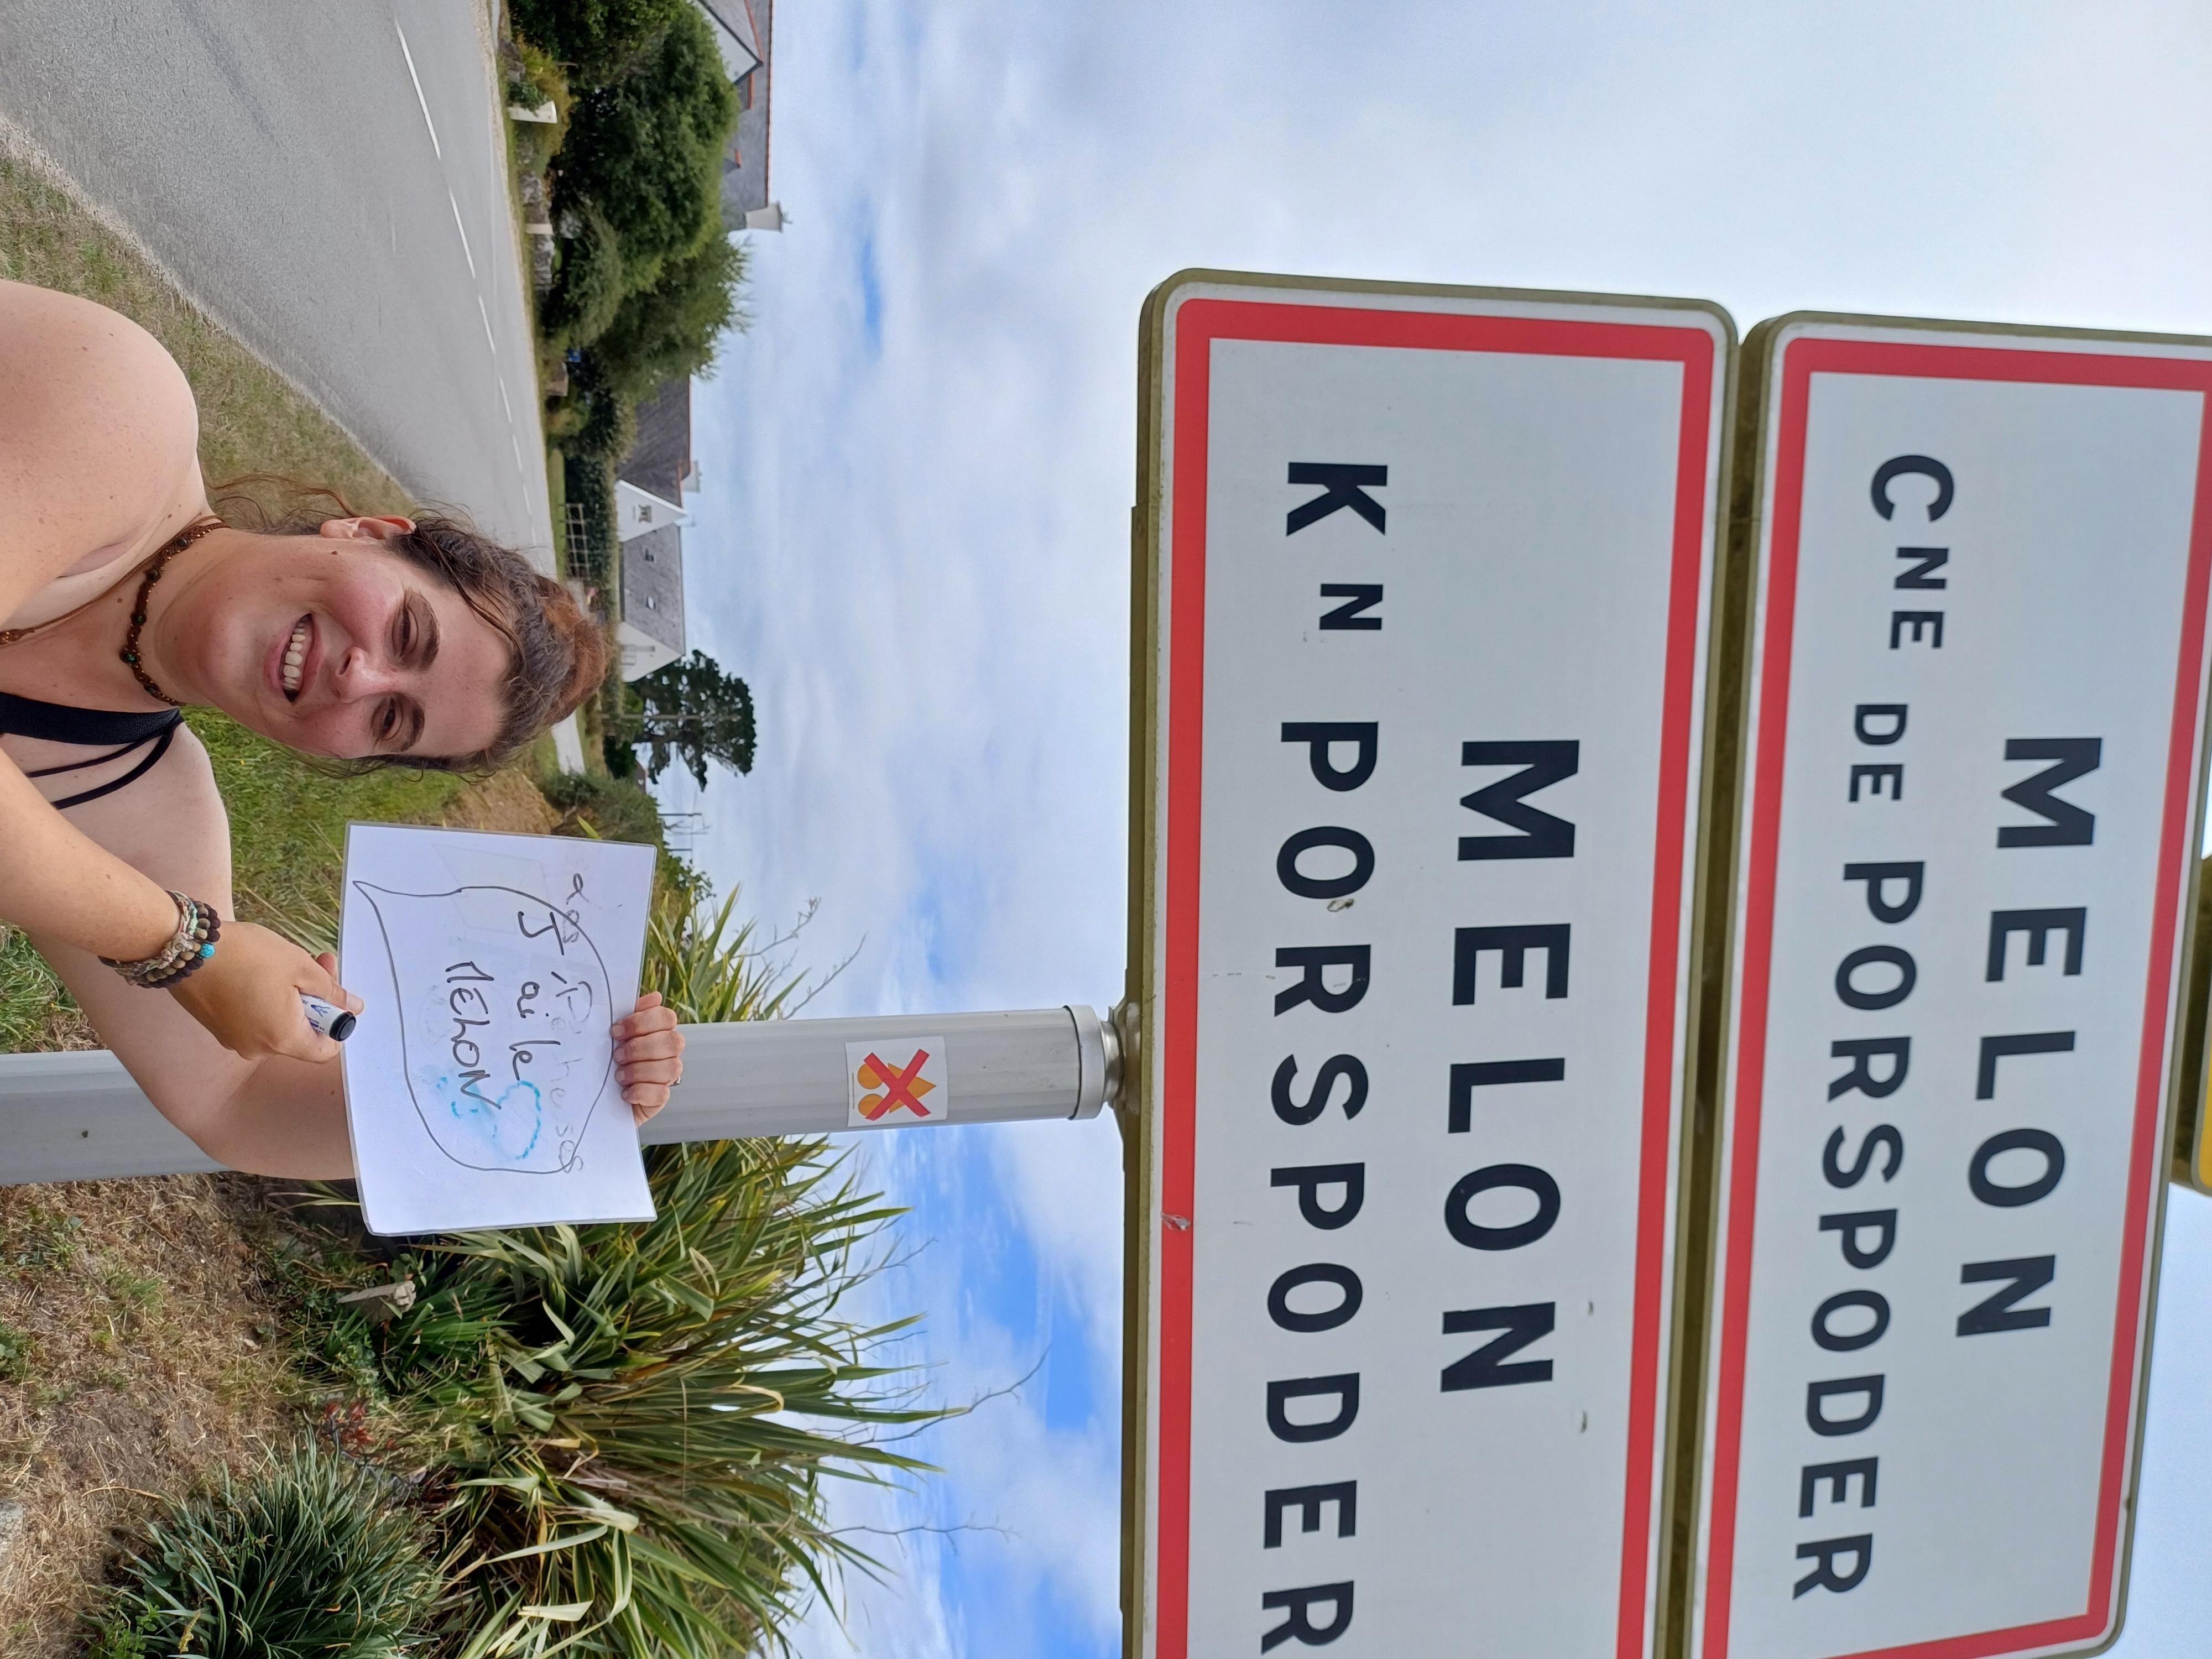 MELON
CNE DE PORSPODER
MELON
KN PORSPODER
J'ai le
MELON